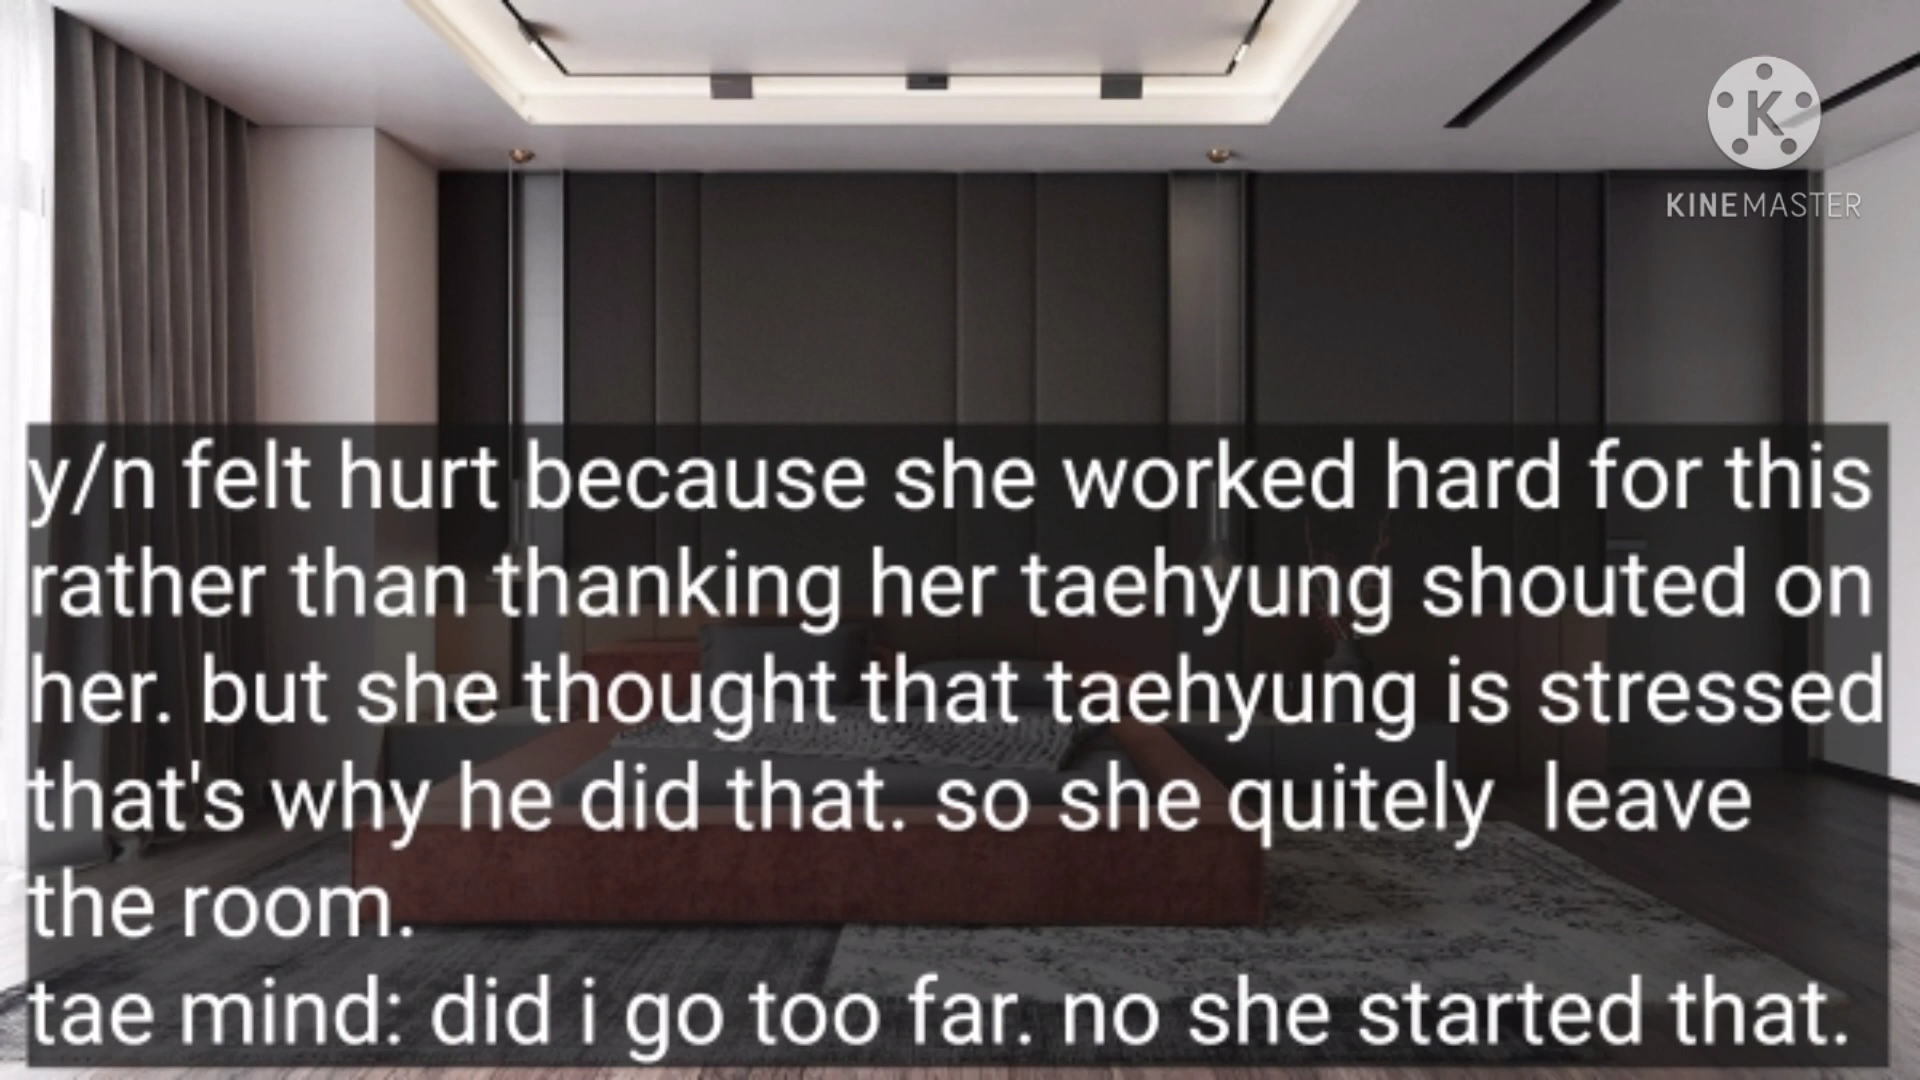 K
KINEMASTER
y/n felt hurt because she worked hard for this
rather than thanking her taehyung shouted on
her. but she thought that taehyung is stressed
that's why he did that. so she quitely  leave
the room.
tae mind: did i go too far. no she started that.